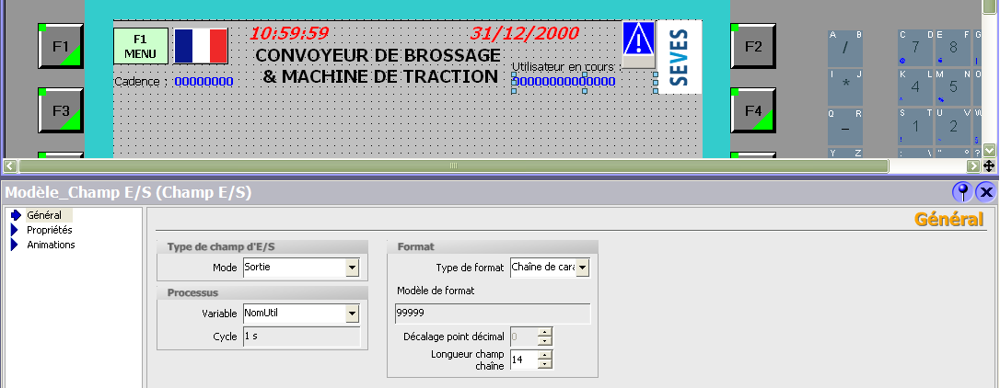 F1
F1
MENU
10:59:59
31/12/2000
CONVOYEUR DE BROSSAGE
& MACHINE DE TRACTION
Utilisateur en cours :
00000000000000
Cadence : 00000000
SEVES
F2
F3
F4
A B / C 7 D E 8 F G
I J * K 4 L M 5 N O
Q R – S 1 T U 2 V W
Y Z : \ " ° ?
Modèle_Champ E/S (Champ E/S)
Général
Propriétés
Animations
Général
Type de champ d'E/S
Mode Sortie
Processus
Variable NomUtil
Cycle 1 s
Format
Type de format Chaîne de cara
Modèle de format
99999
Décalage point décimal 0
Longueur champ
chaîne 14